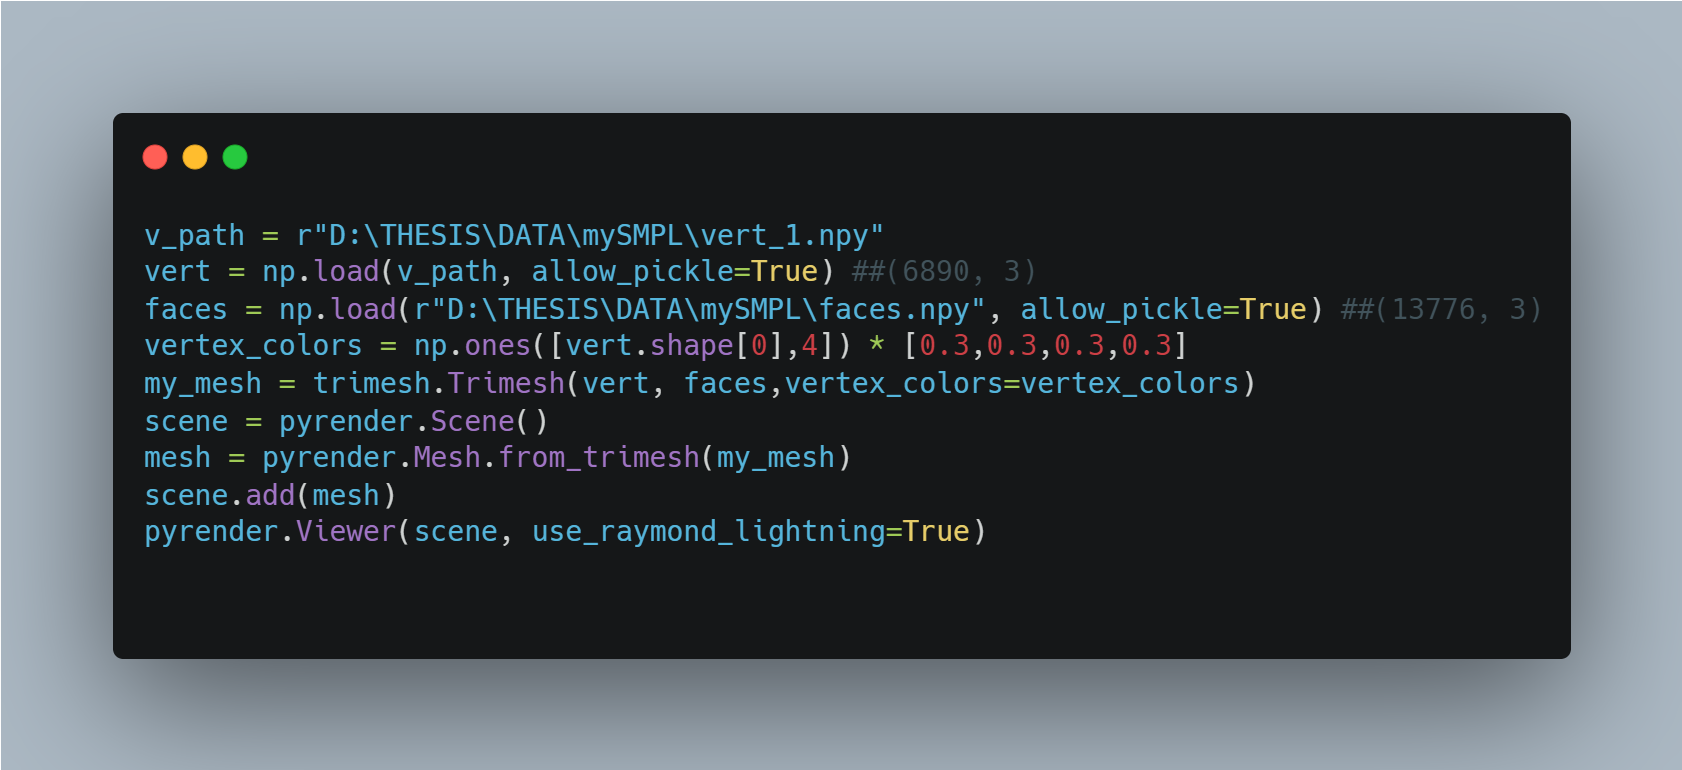 v_path = r"D:\THESIS\DATA\mySMPL\vert_1.npy"
vert = np.load(v_path, allow_pickle=True) ##(6890, 3)
faces = np.load(r"D:\THESIS\DATA\mySMPL\faces.npy", allow_pickle=True) ##(13776, 3)
vertex_colors = np.ones([vert.shape[0],4]) * [0.3,0.3,0.3,0.3]
my_mesh = trimesh.Trimesh(vert, faces,vertex_colors=vertex_colors)
scene = pyrender.Scene()
mesh = pyrender.Mesh.from_trimesh(my_mesh)
scene.add(mesh)
pyrender.Viewer(scene, use_raymond_lightning=True)